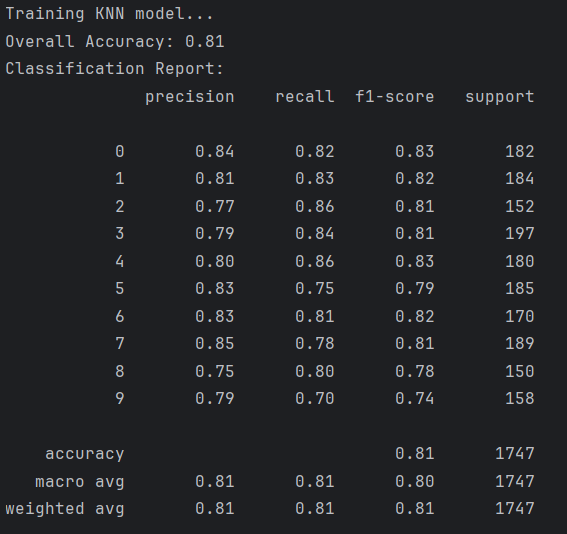 Training KNN model...
Overall Accuracy: 0.81
Classification Report:
              precision    recall  f1-score   support

           0       0.84      0.82      0.83       182
           1       0.81      0.83      0.82       184
           2       0.77      0.86      0.81       152
           3       0.79      0.84      0.81       197
           4       0.80      0.86      0.83       180
           5       0.83      0.75      0.79       185
           6       0.83      0.81      0.82       170
           7       0.85      0.78      0.81       189
           8       0.75      0.80      0.78       150
           9       0.79      0.70      0.74       158

    accuracy                           0.81      1747
   macro avg       0.81      0.81      0.80      1747
weighted avg       0.81      0.81      0.81      1747